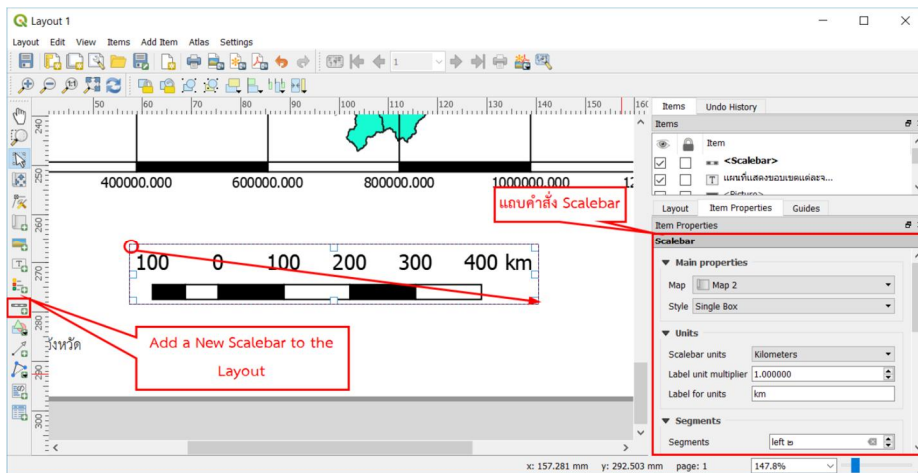 Layout 1
Layout Edit View Items Add Item Atlas Settings
1
50 60 70 80 90 100 110 120 130 140 150 160
240
250
260
270
280
290
300
400000.000 600000.000 800000.000 1000000.000 12
แถบคำสั่ง Scalebar
100 0 100 200 300 400 km
Add a New Scalebar to the
Layout
ังหวัด
Items Undo History
Items
Item
<Scalebar>
T แผนที่แสดงขอบเขตแต่ละจ...
<Picture>
Layout Item Properties Guides
Item Properties
Scalebar
Main properties
Map Map 2
Style Single Box
Units
Scalebar units Kilometers
Label unit multiplier 1.000000
Label for units km
Segments
Segments left ๒
x: 157.281 mm y: 292.503 mm page: 1 147.8%